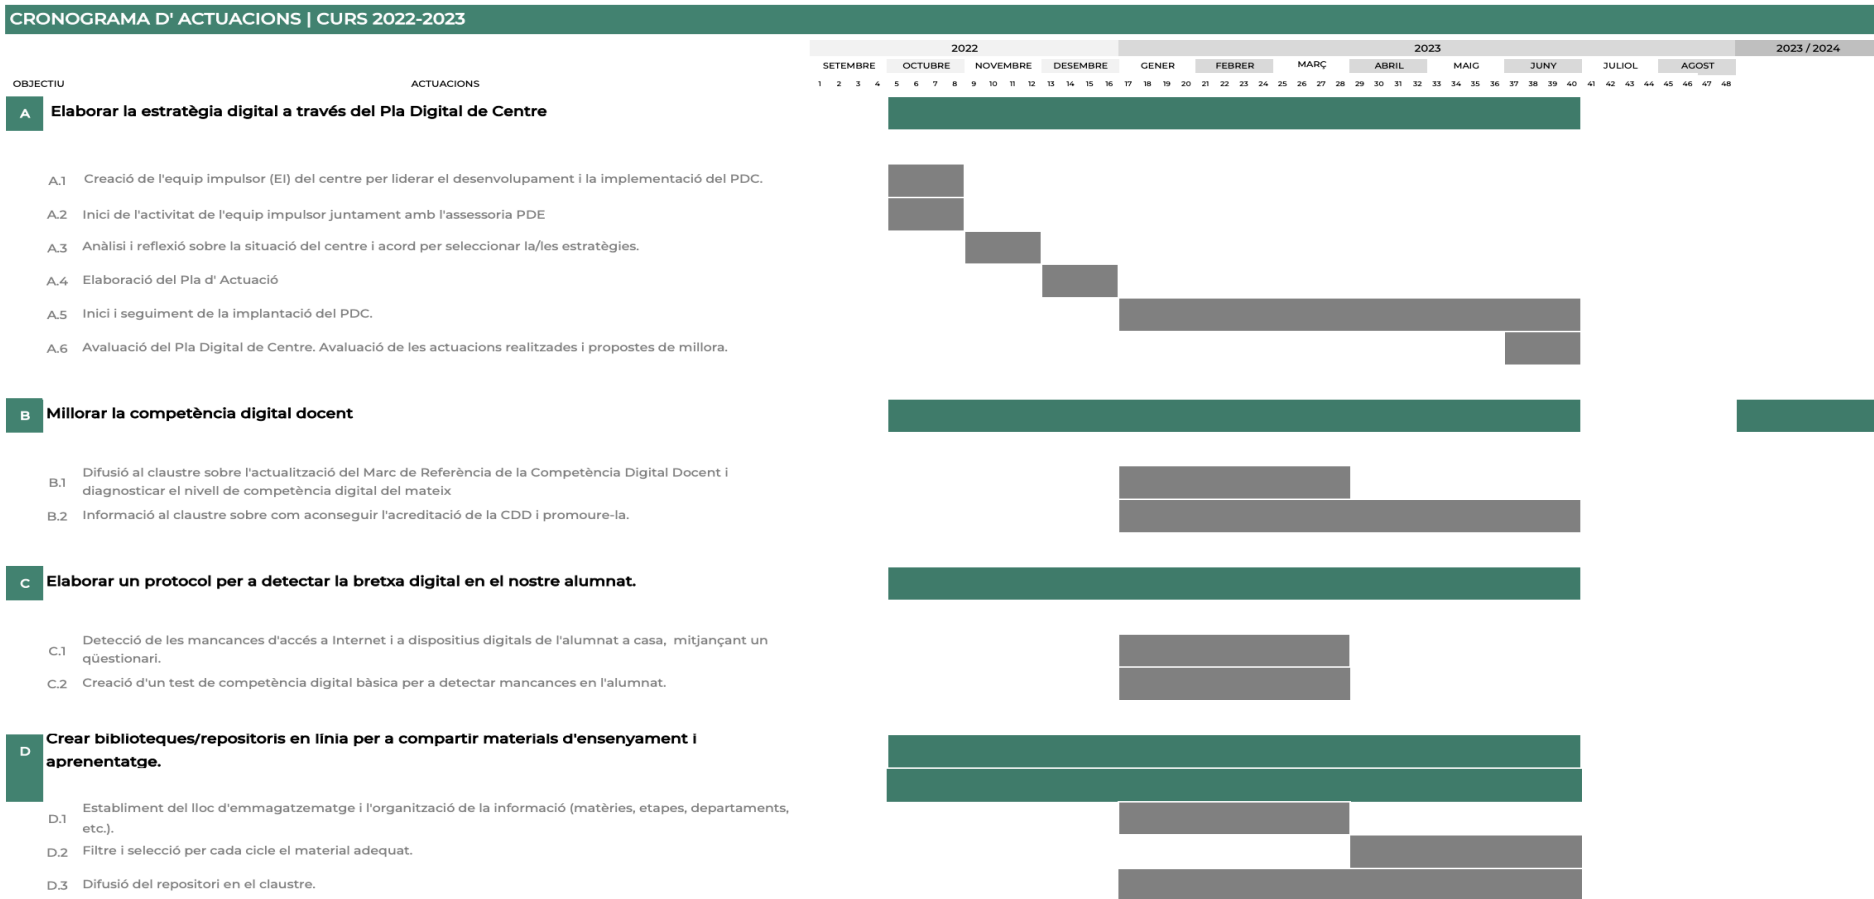 CRONOGRAMA D' ACTUACIONS | CURS 2022-2023
2022 2023 2023 / 2024
SETEMBRE OCTUBRE NOVEMBRE DESEMBRE GENER FEBRER MARÇ ABRIL MAIG JUNY JULIOL AGOST
OBJECTIU ACTUACIONS 1 2 3 4 5 6 7 8 9 10 11 12 13 14 15 16 17 18 19 20 21 22 23 24 25 26 27 28 29 30 31 32 33 34 35 36 37 38 39 40 41 42 43 44 45 46 47 48
A Elaborar la estratègia digital a través del Pla Digital de Centre
A.1 Creació de l'equip impulsor (EI) del centre per liderar el desenvolupament i la implementació del PDC.
A.2 Inici de l'activitat de l'equip impulsor juntament amb l'assessoria PDE
A.3 Anàlisi i reflexió sobre la situació del centre i acord per seleccionar la/les estratègies.
A.4 Elaboració del Pla d' Actuació
A.5 Inici i seguiment de la implantació del PDC.
A.6 Avaluació del Pla Digital de Centre. Avaluació de les actuacions realitzades i propostes de millora.
B Millorar la competència digital docent
B.1 Difusió al claustre sobre l'actualització del Marc de Referència de la Competència Digital Docent i
diagnosticar el nivell de competència digital del mateix
B.2 Informació al claustre sobre com aconseguir l'acreditació de la CDD i promoure-la.
C Elaborar un protocol per a detectar la bretxa digital en el nostre alumnat.
C.1 Detecció de les mancances d'accés a Internet i a dispositius digitals de l'alumnat a casa, mitjançant un
qüestionari.
C.2 Creació d'un test de competència digital bàsica per a detectar mancances en l'alumnat.
D Crear biblioteques/repositoris en línia per a compartir materials d'ensenyament i
aprenentatge.
D.1 Establiment del lloc d'emmagatzematge i l'organització de la informació (matèries, etapes, departaments,
etc.).
D.2 Filtre i selecció per cada cicle el material adequat.
D.3 Difusió del repositori en el claustre.